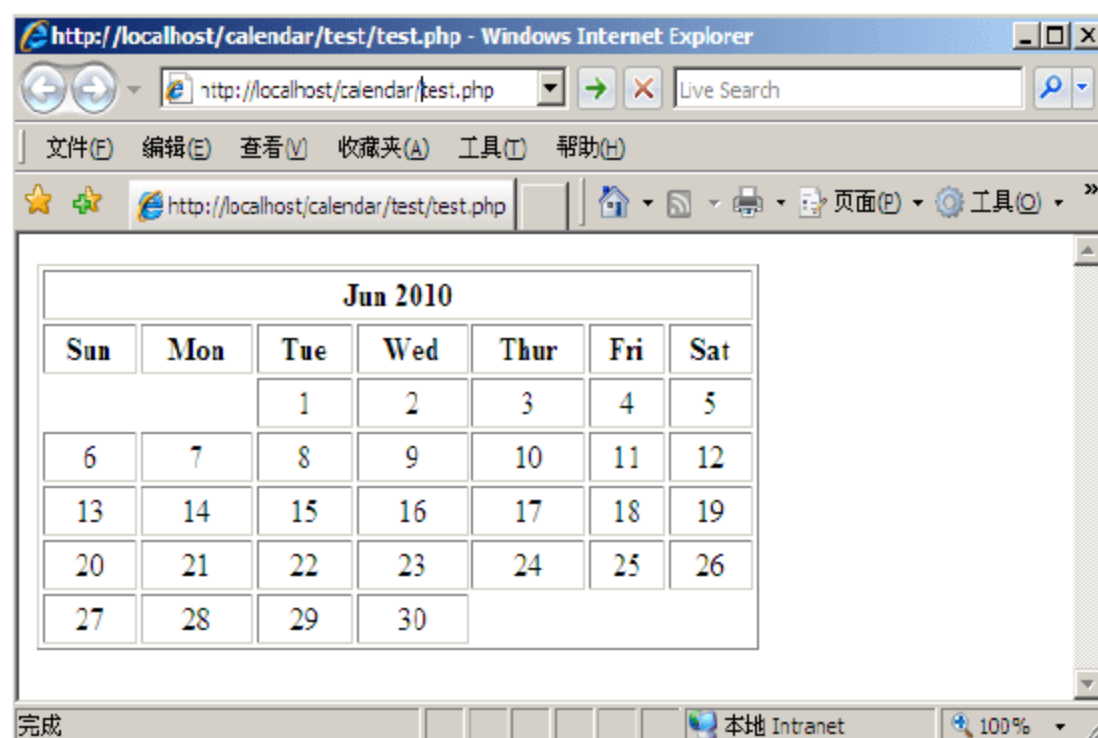 http://localhost/calendar/test/test.php - Windows Internet Explorer
http://localhost/calendar/test.php Live Search
文件(F) 编辑(E) 查看(V) 收藏夹(A) 工具(T) 帮助(H)
http://localhost/calendar/test/test.php 页面(P) 工具(O) »
Jun 2010
Sun Mon Tue Wed Thur Fri Sat
1 2 3 4 5
6 7 8 9 10 11 12
13 14 15 16 17 18 19
20 21 22 23 24 25 26
27 28 29 30
完成 本地 Intranet 100%